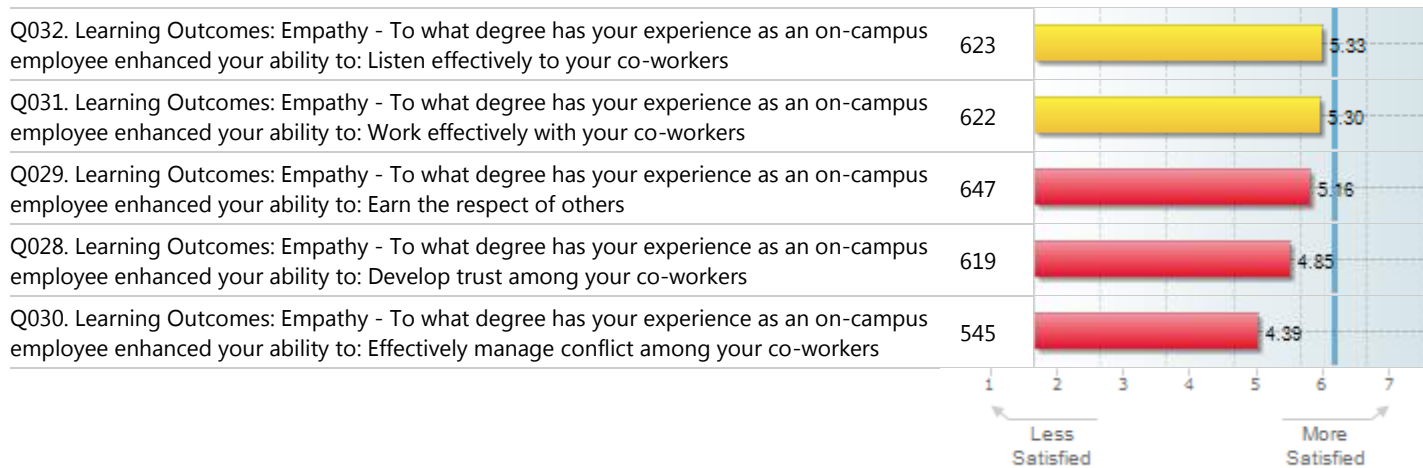 Q032. Learning Outcomes: Empathy - To what degree has your experience as an on-campus
employee enhanced your ability to: Listen effectively to your co-workers
623
5.33
Q031. Learning Outcomes: Empathy - To what degree has your experience as an on-campus
employee enhanced your ability to: Work effectively with your co-workers
622
5.30
Q029. Learning Outcomes: Empathy - To what degree has your experience as an on-campus
employee enhanced your ability to: Earn the respect of others
647
5.16
Q028. Learning Outcomes: Empathy - To what degree has your experience as an on-campus
employee enhanced your ability to: Develop trust among your co-workers
619
4.85
Q030. Learning Outcomes: Empathy - To what degree has your experience as an on-campus
employee enhanced your ability to: Effectively manage conflict among your co-workers
545
4.39
1 2 3 4 5 6 7
Less More
Satisfied Satisfied